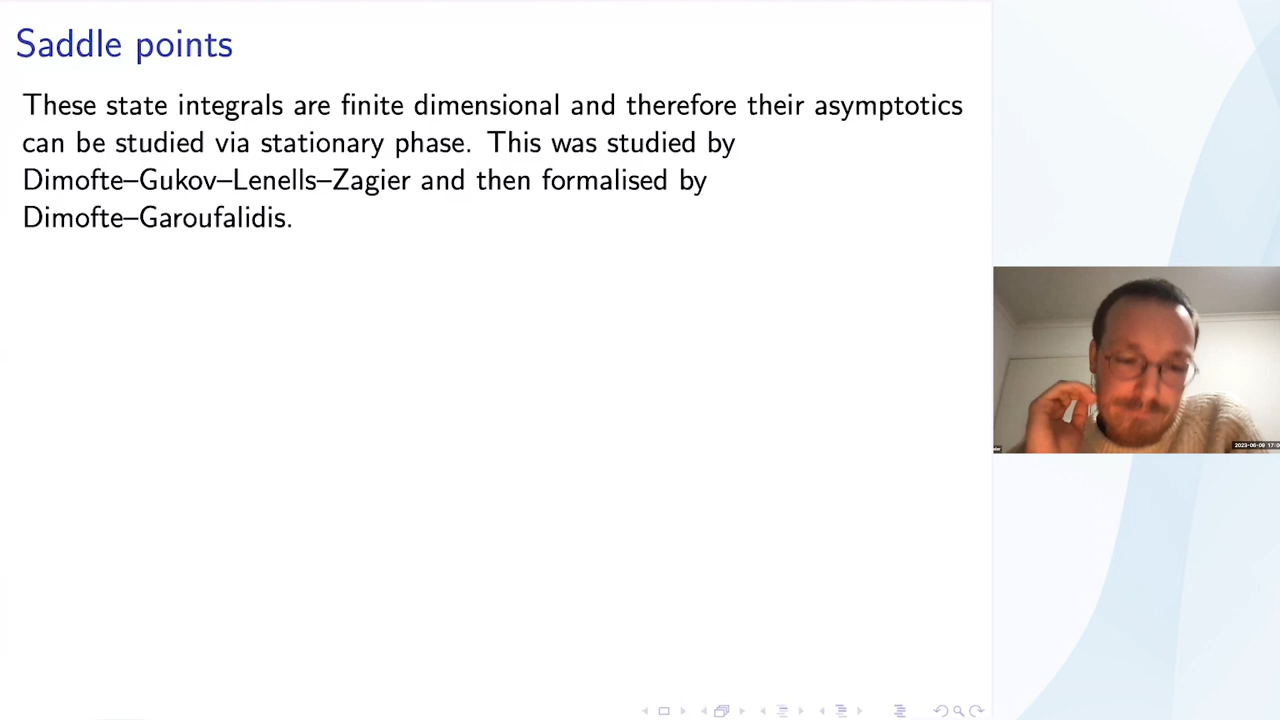 Saddle points
These state integrals are finite dimensional and therefore their asymptotics
can be studied via stationary phase. This was studied by
Dimofte–Gukov–Lenells–Zagier and then formalised by
Dimofte–Garoufalidis.